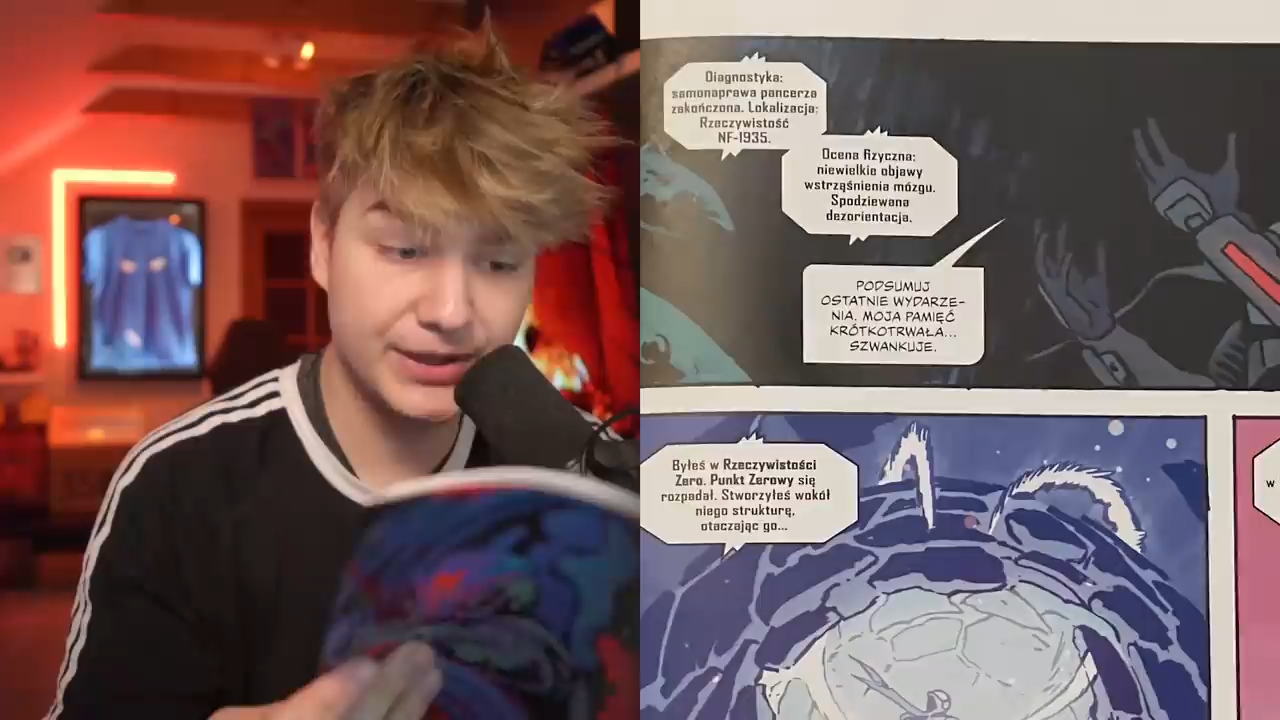 Diagnostyka:
samonaprawa pancerza
zakończona. Lokalizacja:
Rzeczywistość
NF-1935.
Ocena fizyczna:
niewielkie objawy
wstrząśnienia mózgu.
Spodziewana
dezorientacja.
PODSUMUJ
OSTATNIE WYDARZE-
NIA. MOJA PAMIĘĆ
KRÓTKOTRWAŁA...
SZWANKUJE.
Byłeś w Rzeczywistości
Zero. Punkt Zerowy się
rozpadał. Stworzyłeś wokół
niego strukturę,
otaczając go...
w